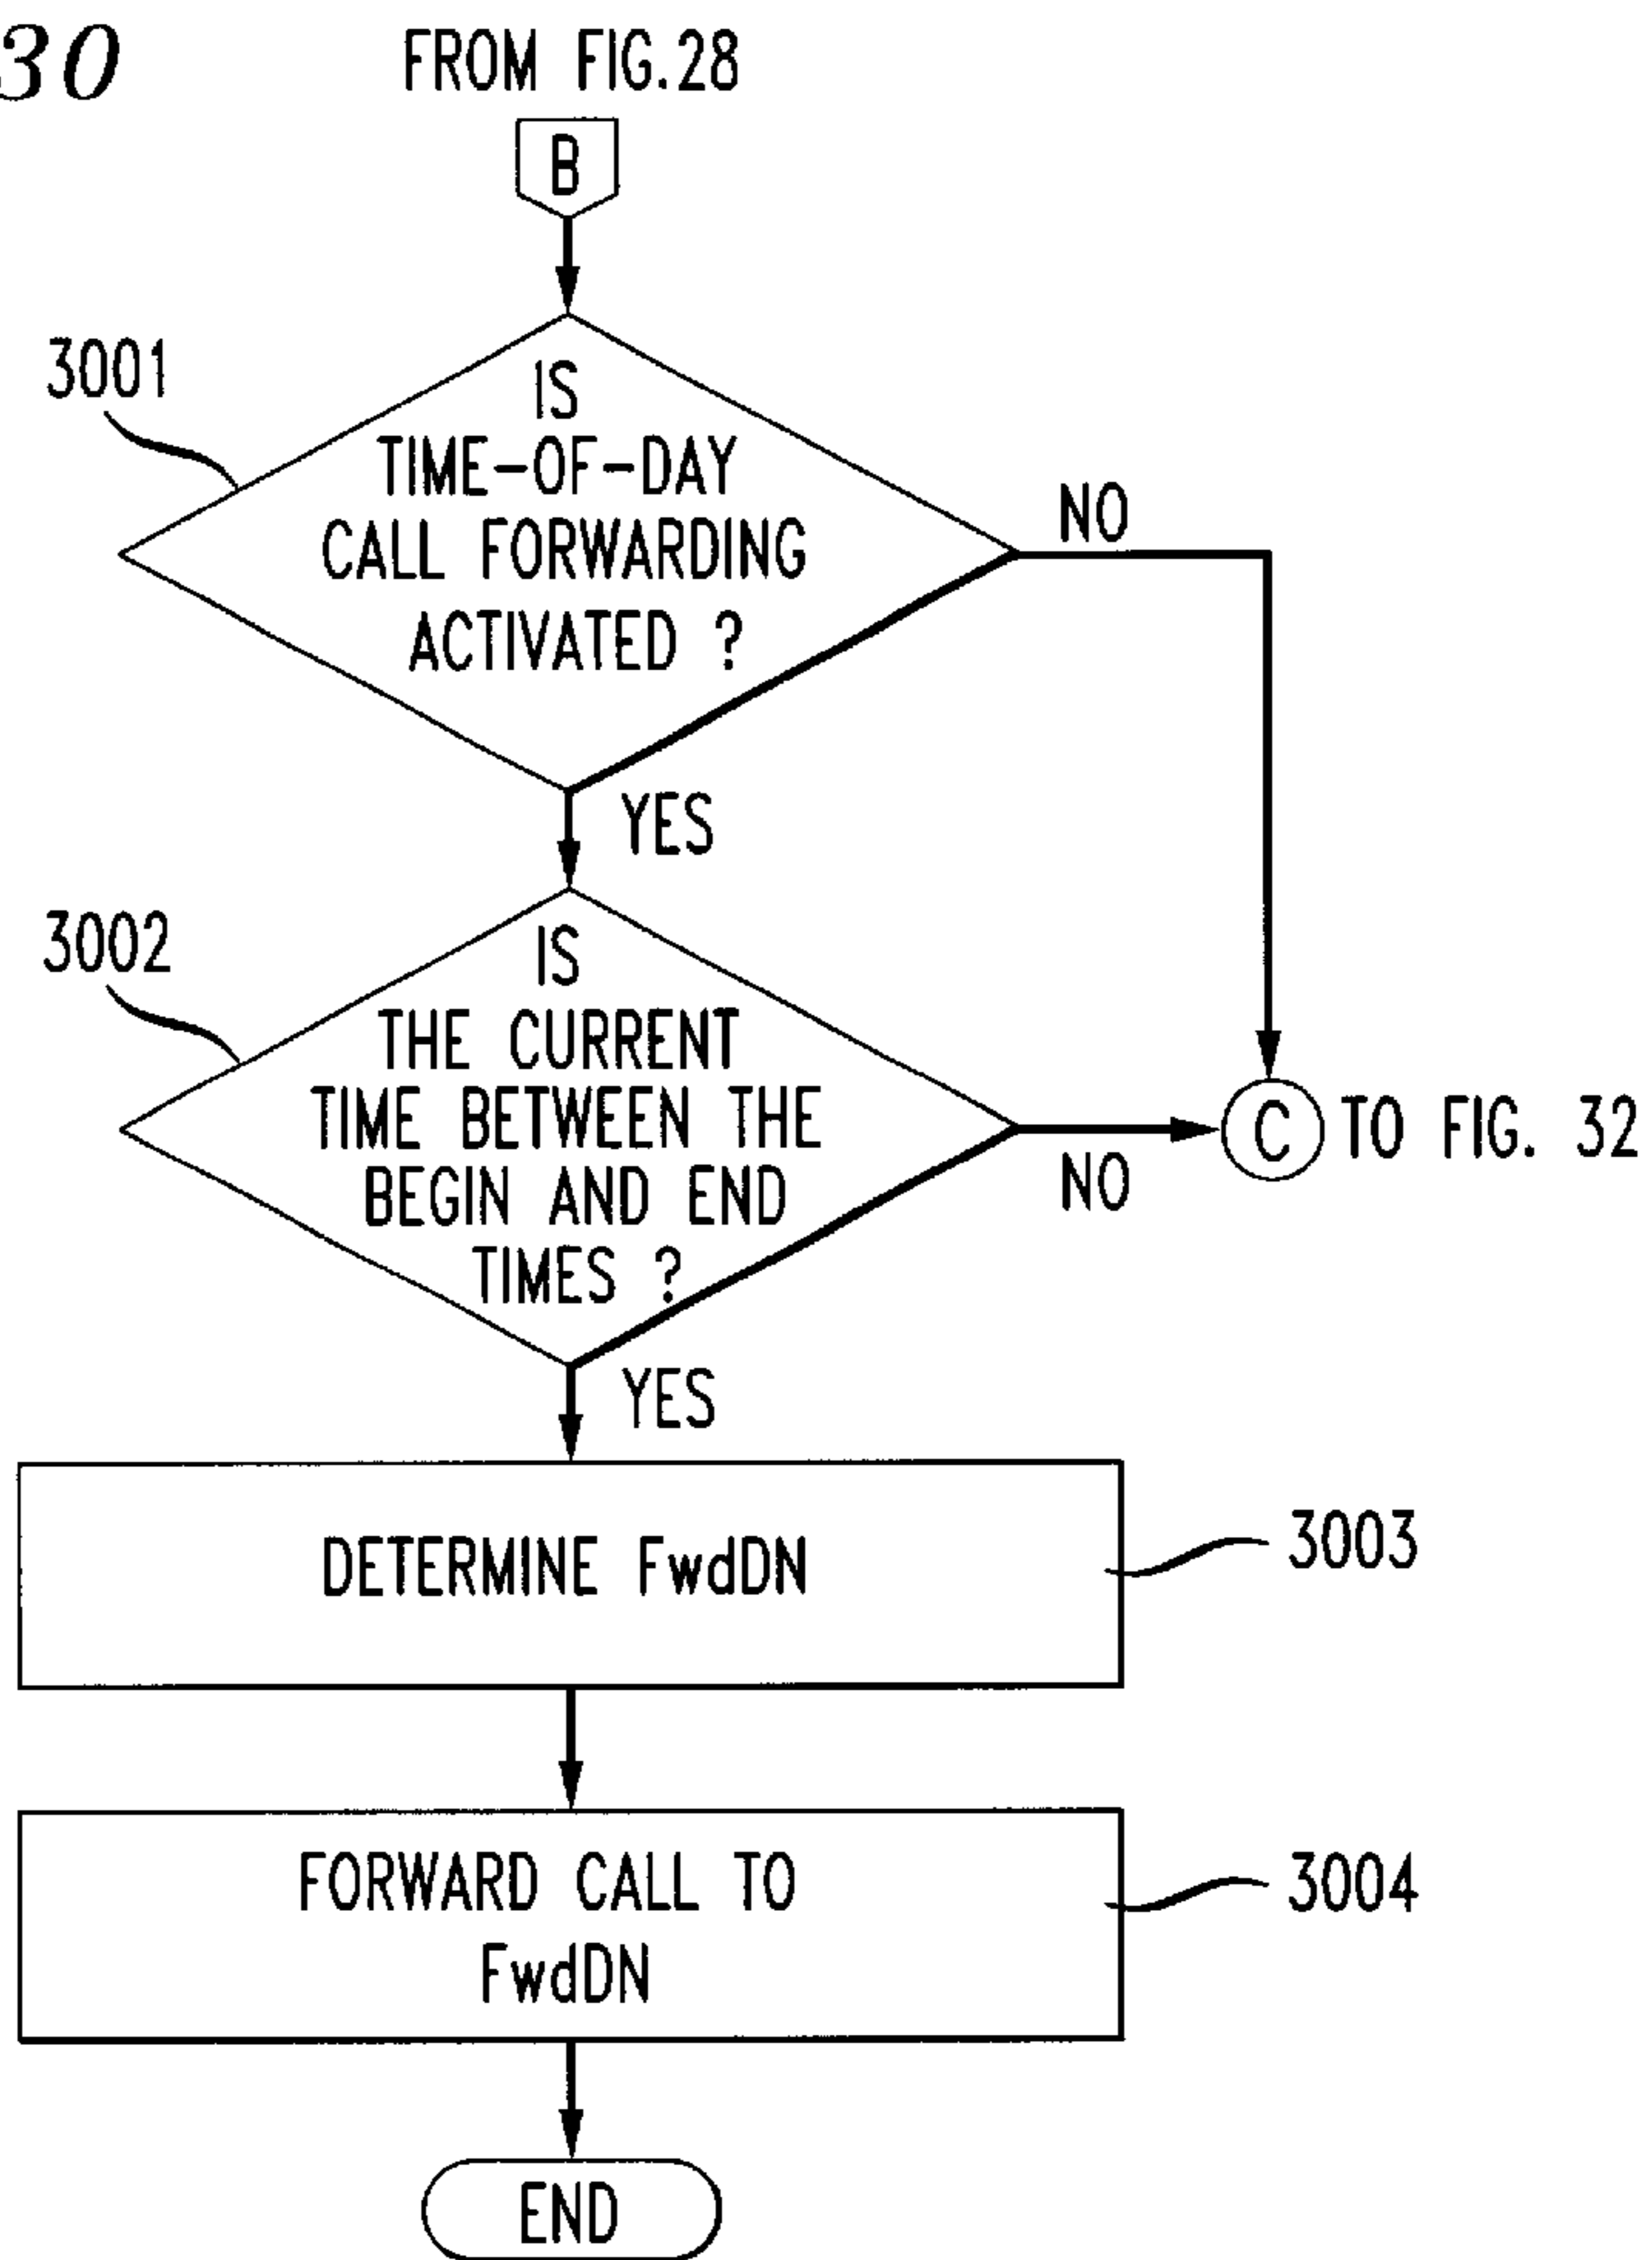 30
FROM FIG.28
B
3001
IS
TIME-OF-DAY
CALL FORWARDING
ACTIVATED ?
NO
YES
3002
IS
THE CURRENT
TIME BETWEEN THE
BEGIN AND END
TIMES ?
NO
C TO FIG. 32
YES
DETERMINE FwdDN
3003
FORWARD CALL TO
FwdDN
3004
END